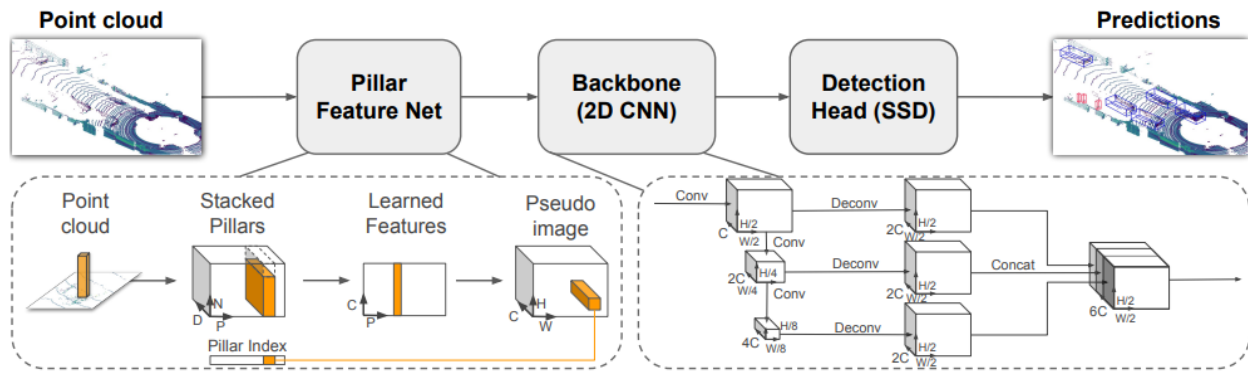 Point cloud
Predictions
Pillar
Feature Net
Backbone
(2D CNN)
Detection
Head (SSD)
Point
cloud
Stacked
Pillars
Learned
Features
Pseudo
image
N
D
P
C
P
H
C
W
Pillar Index
Conv
C
H/2
W/2
Conv
2C
H/4
W/4
Conv
4C
H/8
W/8
Deconv
Deconv
Deconv
2C
H/2
W/2
2C
H/2
W/2
2C
H/2
W/2
Concat
6C
H/2
W/2